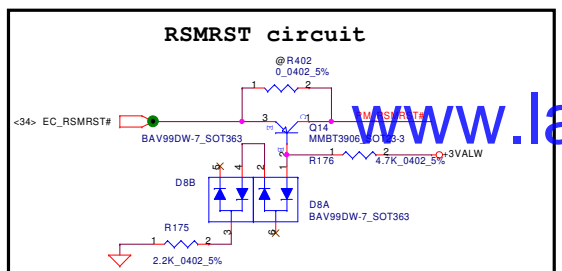 RSMRST circuit
@ R402
0_0402_5%
1 2
<34> EC_RSMRST#
3 1
E C
B
PM_RSMRST#
www.la
BAV99DW-7_SOT363
Q14
MMBT3906_SOT23-3
2
1 2
+3VALW
R176
4.7K_0402_5%
5 4 2 1
D8B
D8A
BAV99DW-7_SOT363
3 6
R175
1 2
2.2K_0402_5%